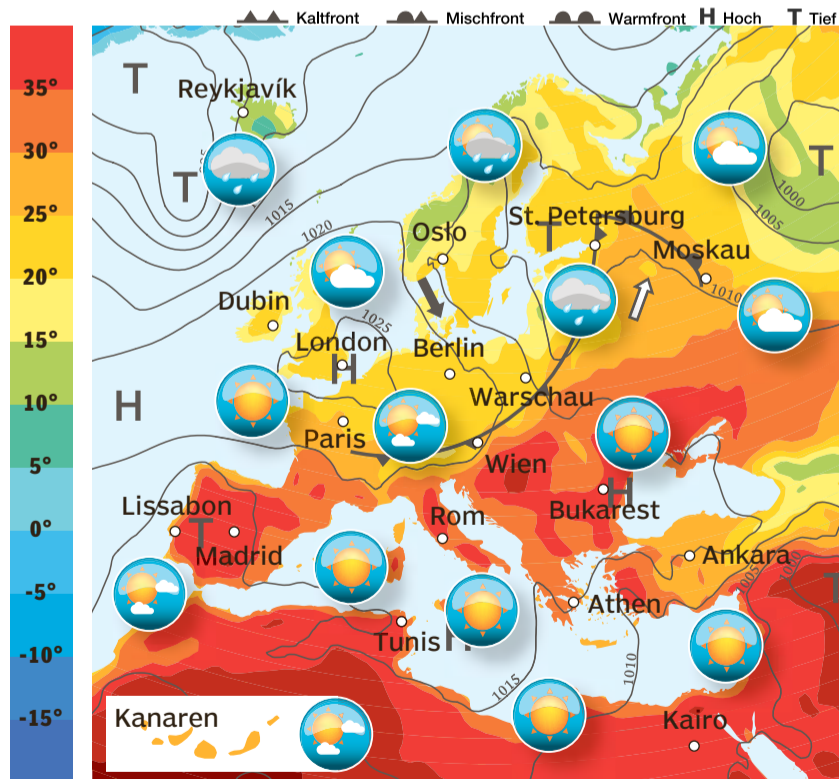 Kaltfront Mischfront Warmfront H Hoch T Tief
35°
30°
25°
20°
15°
10°
5°
0°
-5°
-10°
-15°
T
Reykjavík
T
1015
1020
T
1000
1005
Oslo
St. Petersburg
T
Moskau
1010
Dubin
1025
London
H
Berlin
Warschau
H
Paris
Wien
Lissabon
T
Madrid
Rom
H
Bukarest
Ankara
1005
T
Athen
Tunis
H
1015
1010
Kanaren
Kairo